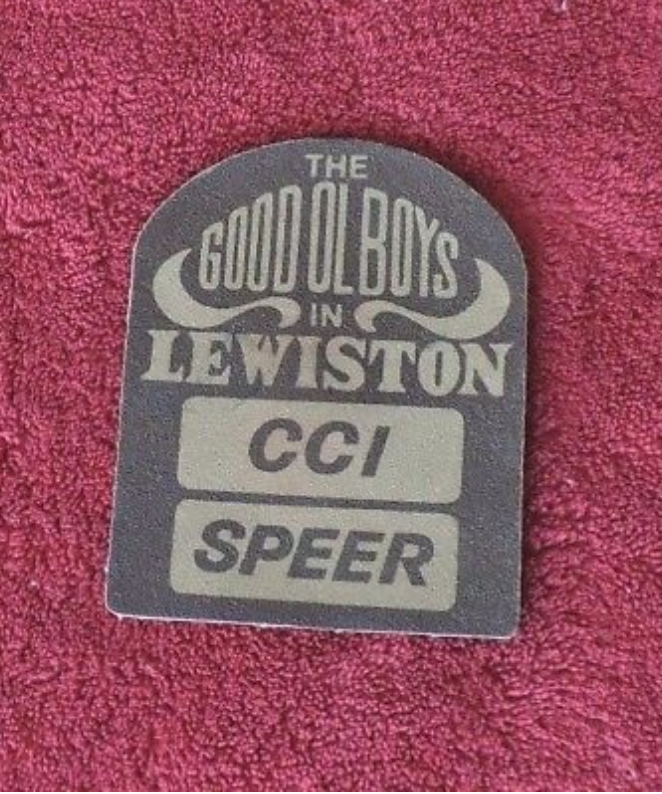 THE
GOOD OL BOYS
IN
LEWISTON
CCI
SPEER